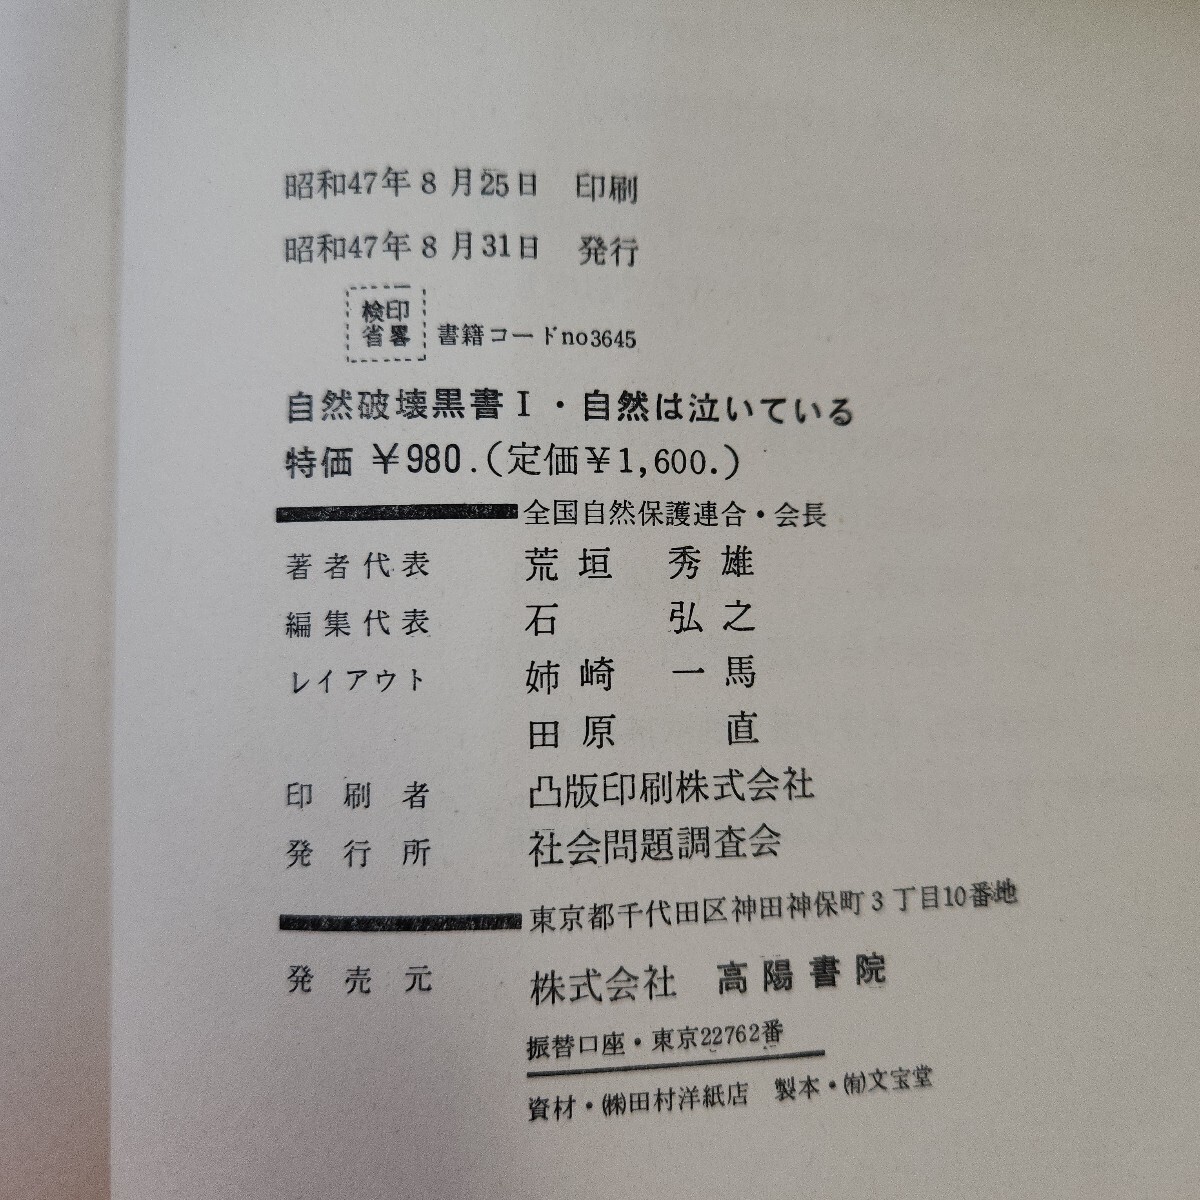 昭和47年8月25日　印刷
昭和47年8月31日　発行
検印
省略
書籍コードno3645
自然破壊黒書Ⅰ・自然は泣いている
特価 ￥980.(定価￥1,600.)
全国自然保護連合・会長
著者代表　荒垣　秀雄
編集代表　石　弘之
レイアウト　姉崎　一馬
田原　直
印刷者　凸版印刷株式会社
発行所　社会問題調査会
東京都千代田区神田神保町3丁目10番地
発売元　株式会社　高陽書院
振替口座・東京22762番
資材・㈱田村洋紙店　製本・㈲文宝堂